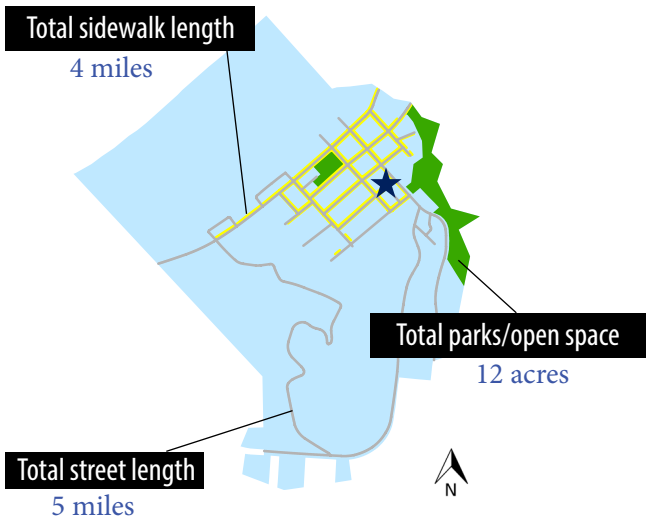 Total sidewalk length
4 miles
Total parks/open space
12 acres
Total street length
5 miles
N